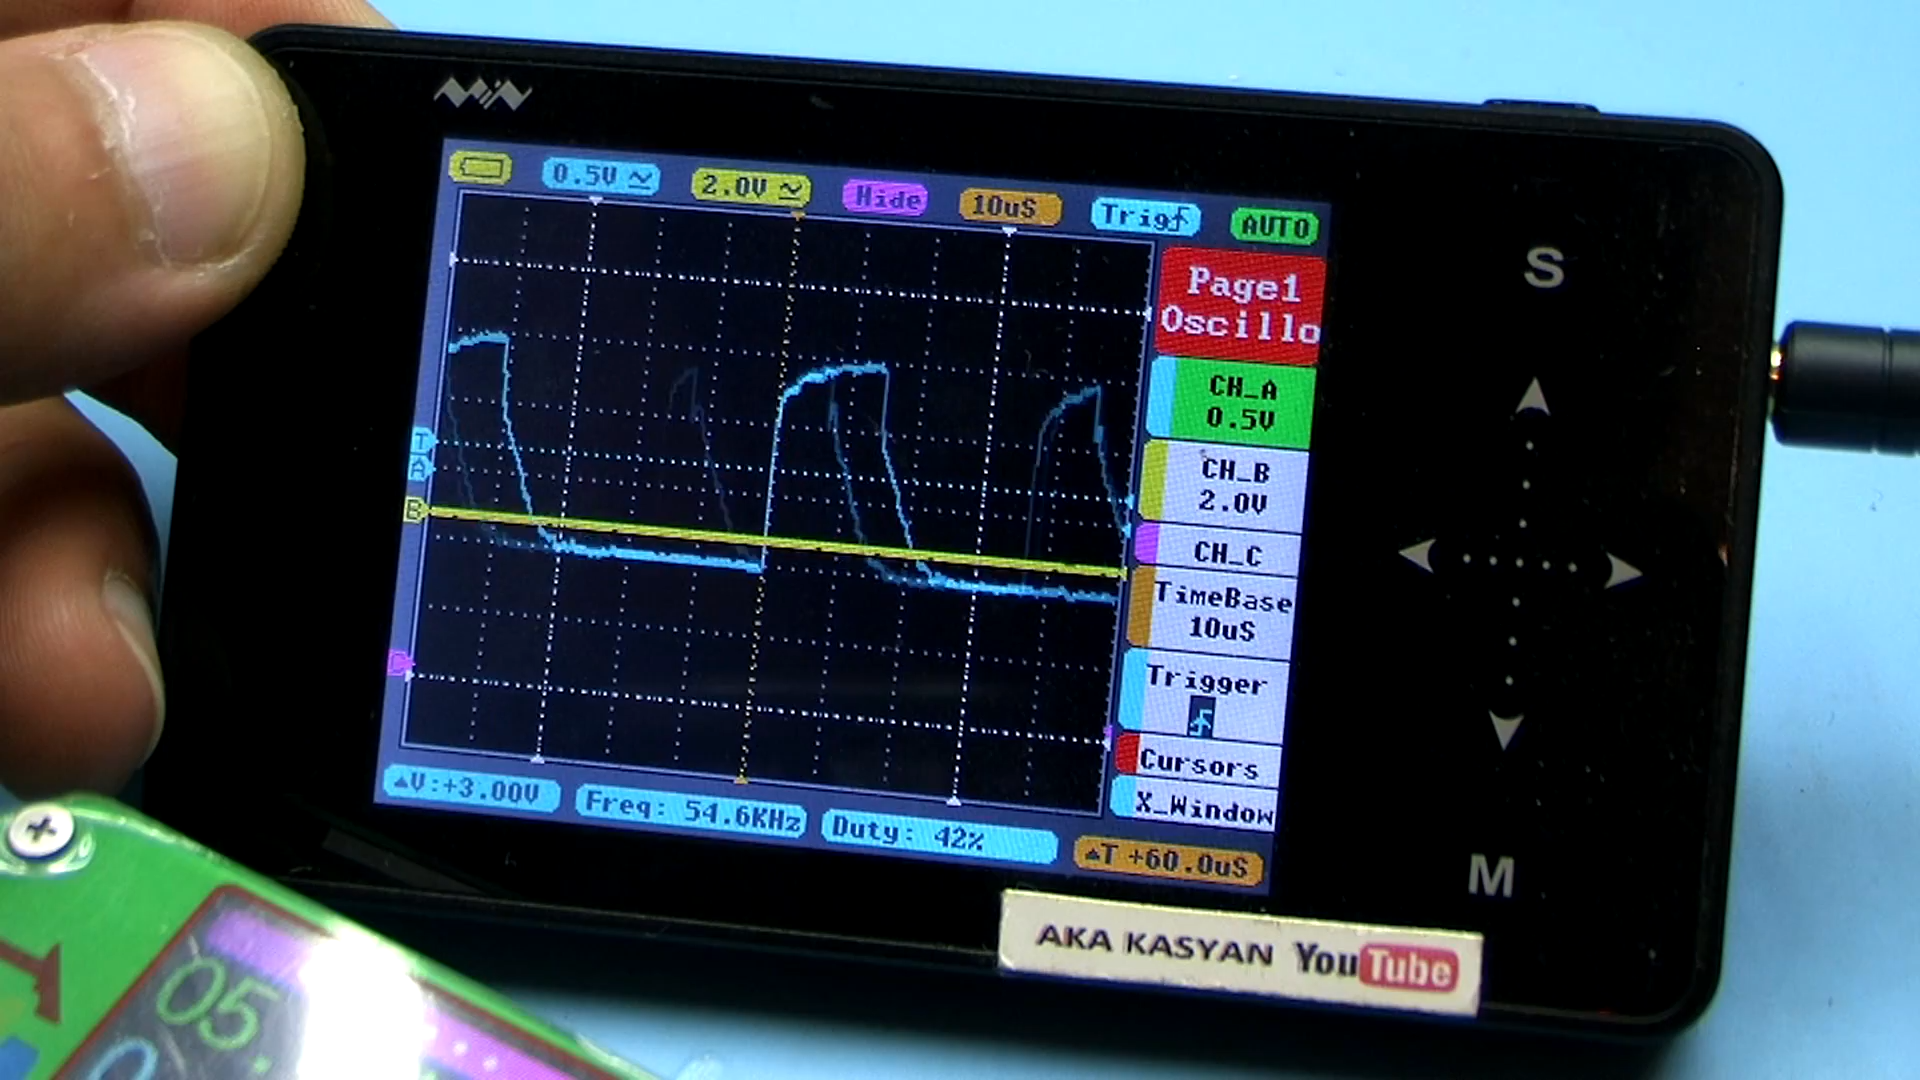 0.5V 2.0V Hide 10uS Trig AUTO
Page1
Oscillo
CH_A
0.5V
CH_B
2.0V
CH_C
TimeBase
10uS
Trigger
Cursors
X_Window
T
A
B
C
▲V:+3.00V Freq: 54.6KHz Duty: 42% ▲T +60.0uS
S
M
AKA KASYAN YouTube
05.